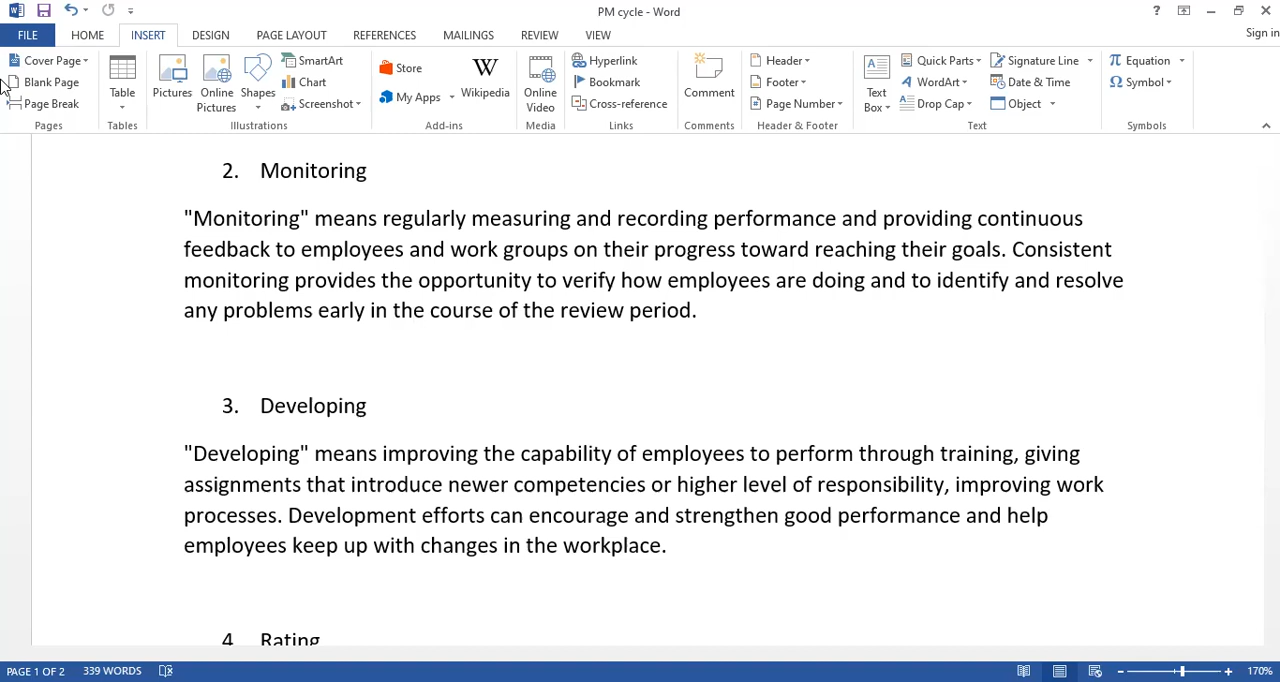 PM cycle - Word
?
Sign in
FILE HOME INSERT DESIGN PAGE LAYOUT REFERENCES MAILINGS REVIEW VIEW
Cover Page
Blank Page
Page Break
Pages
Table
Tables
Pictures
Online Pictures
Shapes
SmartArt
Chart
Screenshot
Illustrations
Store
My Apps
W
Wikipedia
Add-ins
Online Video
Media
Hyperlink
Bookmark
Cross-reference
Links
Comment
Comments
Header
Footer
Page Number
Header & Footer
A
Text Box
Quick Parts
WordArt
Drop Cap
Signature Line
Date & Time
Object
Text
π Equation
Ω Symbol
Symbols
2. Monitoring
"Monitoring" means regularly measuring and recording performance and providing continuous
feedback to employees and work groups on their progress toward reaching their goals. Consistent
monitoring provides the opportunity to verify how employees are doing and to identify and resolve
any problems early in the course of the review period.
3. Developing
"Developing" means improving the capability of employees to perform through training, giving
assignments that introduce newer competencies or higher level of responsibility, improving work
processes. Development efforts can encourage and strengthen good performance and help
employees keep up with changes in the workplace.
4 Rating
PAGE 1 OF 2 339 WORDS 170%